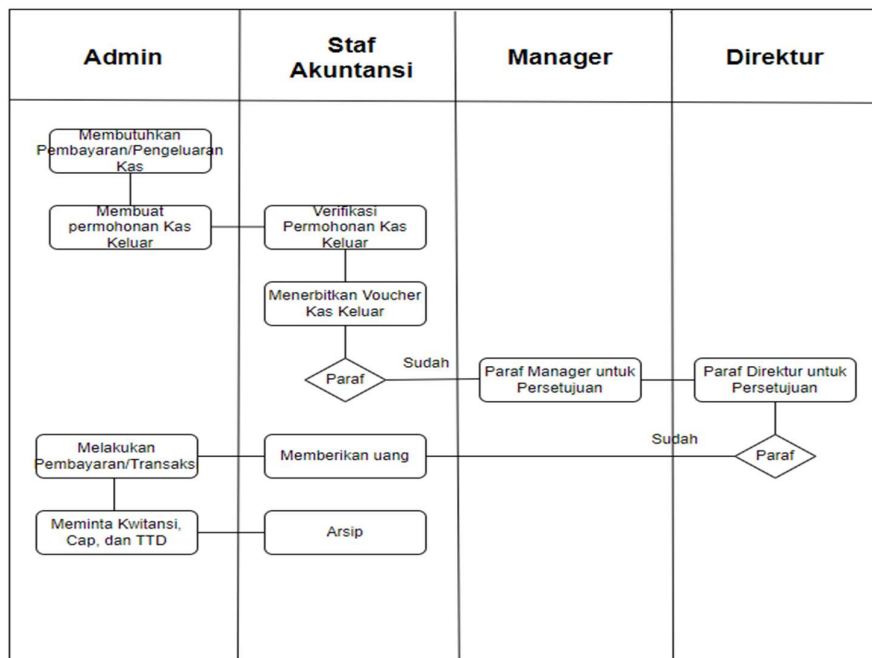 Admin
Staf
Akuntansi
Manager
Direktur
Membutuhkan
Pembayaran/Pengeluaran
Kas
Membuat
permohonan Kas
Keluar
Verifikasi
Permohonan Kas
Keluar
Menerbitkan Voucher
Kas Keluar
Paraf
Sudah
Paraf Manager untuk
Persetujuan
Paraf Direktur untuk
Persetujuan
Paraf
Sudah
Memberikan uang
Melakukan
Pembayaran/Transaksi
Meminta Kwitansi,
Cap, dan TTD
Arsip